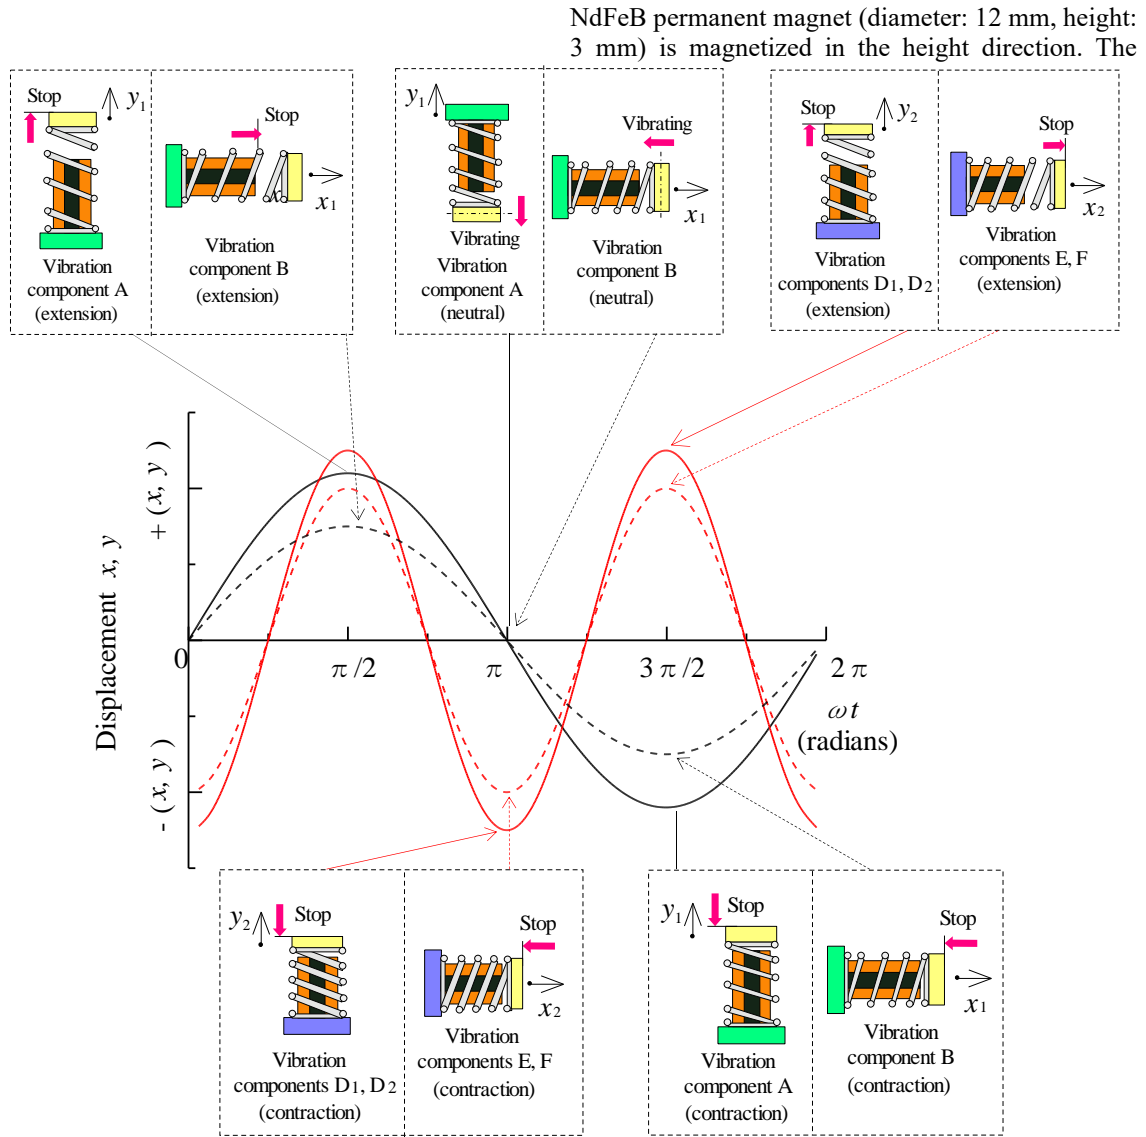 NdFeB permanent magnet (diameter: 12 mm, height:
3 mm) is magnetized in the height direction. The
Stop
y1
Vibration
component A
(extension)
Stop
x
x1
Vibration
component B
(extension)
y1
Vibrating
Vibration
component A
(neutral)
Vibrating
x1
Vibration
component B
(neutral)
Stop
y2
Vibration
components D1, D2
(extension)
Stop
x2
Vibration
components E, F
(extension)
Displacement x, y
+ (x, y)
- (x, y)
0
π/2
π
3π/2
2π
ωt
(radians)
y2
Stop
Vibration
components D1, D2
(contraction)
Stop
x2
Vibration
components E, F
(contraction)
y1
Stop
Vibration
component A
(contraction)
Stop
x1
Vibration
component B
(contraction)